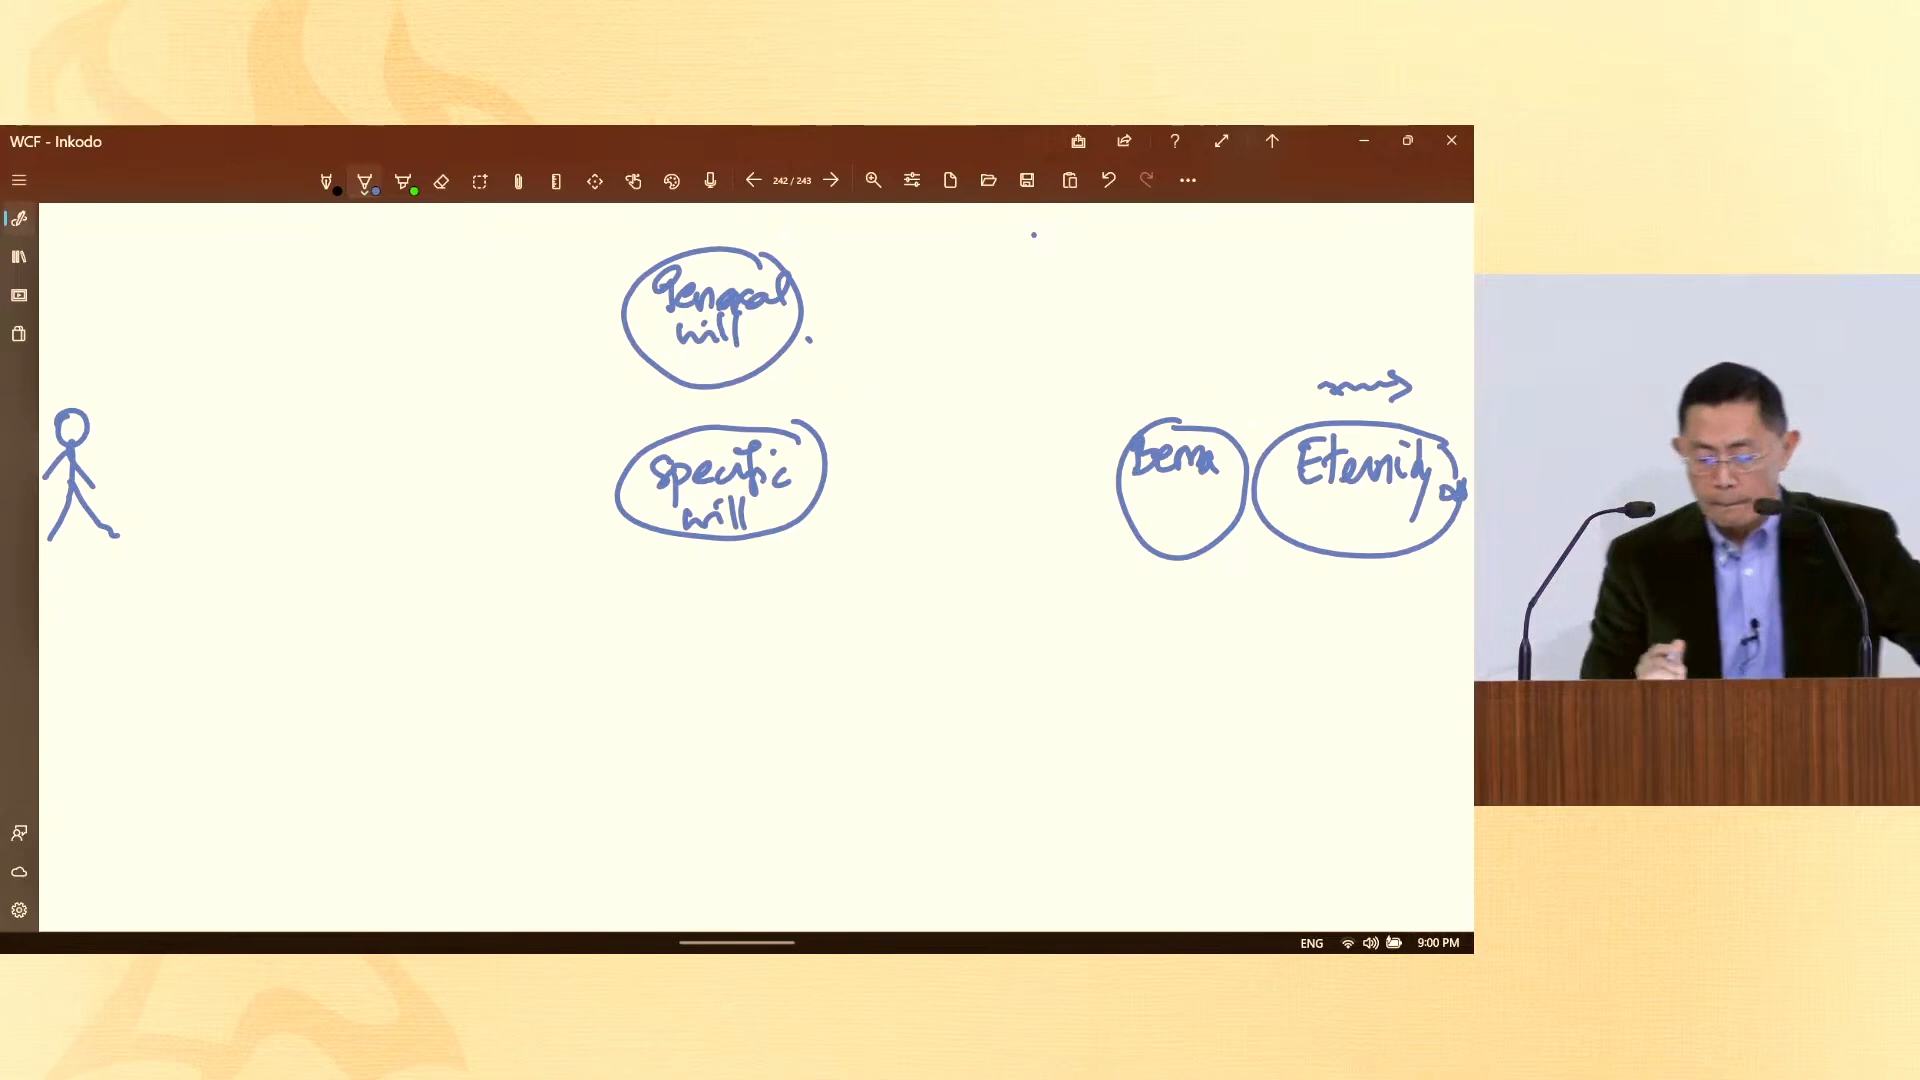 WCF - Inkodo
242 / 243
General
will
specific
will
Bema
Eternity
ENG
9:00 PM